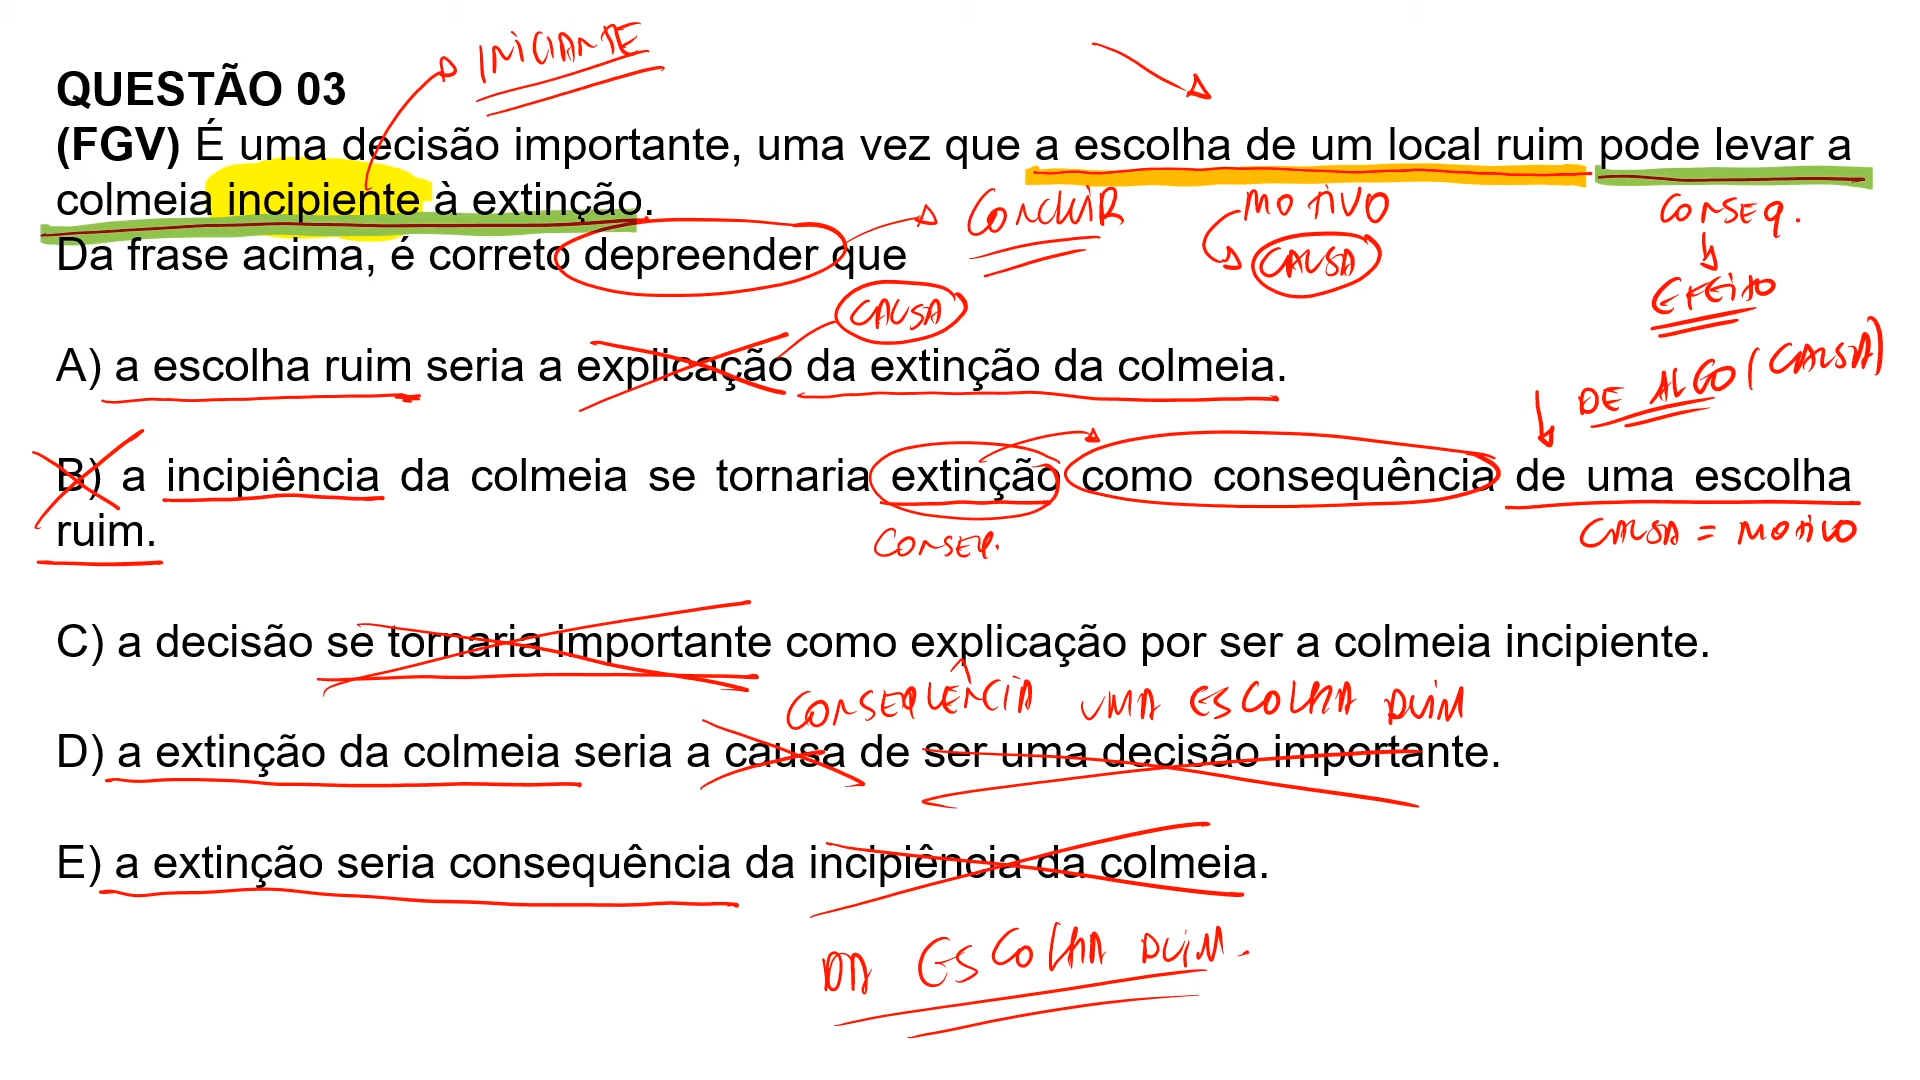 INICIANTE
QUESTÃO 03
(FGV) É uma decisão importante, uma vez que a escolha de um local ruim pode levar a
colmeia incipiente à extinção.
CONCLUIR
MOTIVO
CONSEQ.
Da frase acima, é correto depreender que
CAUSA
EFEITO
CAUSA
A) a escolha ruim seria a explicação da extinção da colmeia.
DE ALGO (CAUSA)
B) a incipiência da colmeia se tornaria extinção como consequência de uma escolha
ruim.
CONSEQ.
CAUSA = MOTIVO
C) a decisão se tornaria importante como explicação por ser a colmeia incipiente.
CONSEQUÊNCIA UMA ESCOLHA RUIM
D) a extinção da colmeia seria a causa de ser uma decisão importante.
E) a extinção seria consequência da incipiência da colmeia.
DA ESCOLHA RUIM.